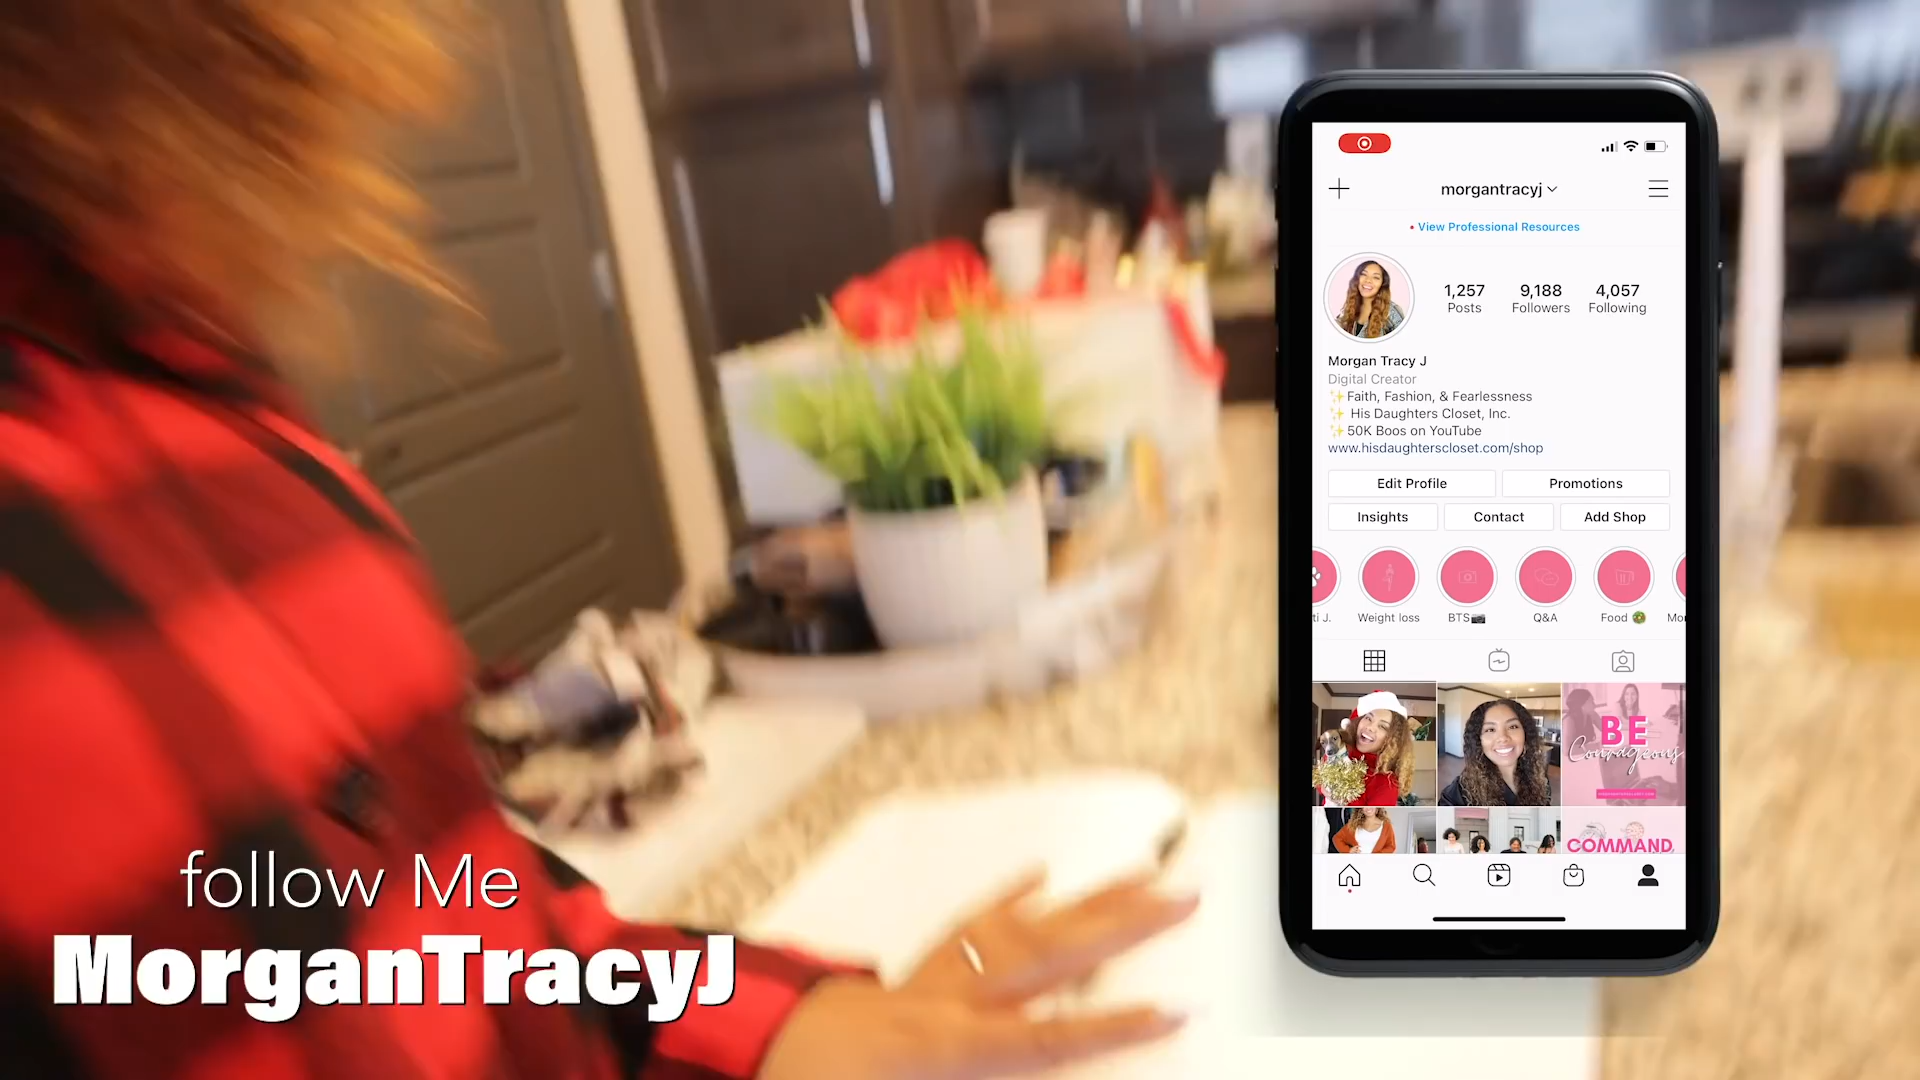 morgantracyj
View Professional Resources
1,257
Posts
9,188
Followers
4,057
Following
Morgan Tracy J
Digital Creator
✨Faith, Fashion, & Fearlessness
✨ His Daughters Closet, Inc.
✨50K Boos on YouTube
www.hisdaughterscloset.com/shop
Edit Profile
Promotions
Insights
Contact
Add Shop
ti J.
Weight loss
BTS📷
Q&A
Food 🥗
Mo
BE
Courageous
COMMAND
follow Me
MorganTracyJ